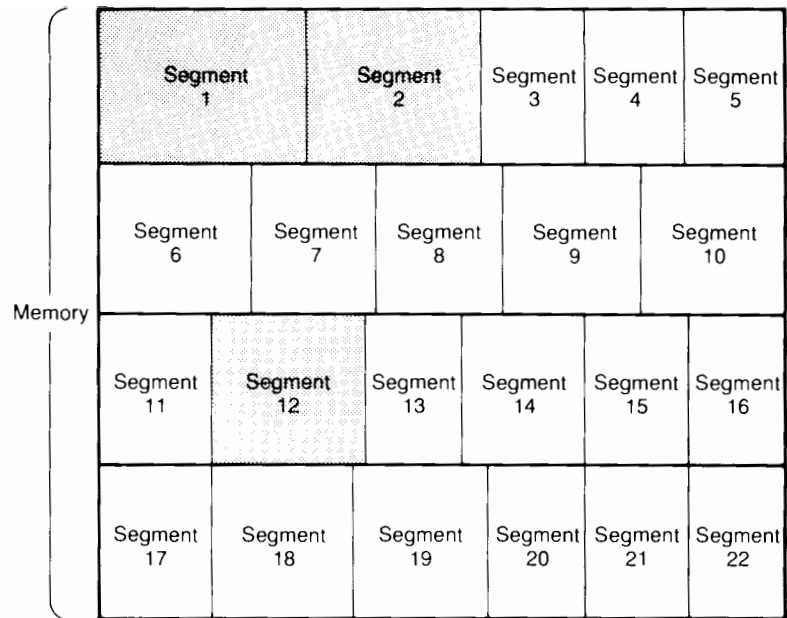 Segment
1
Segment
2
Segment
3
Segment
4
Segment
5
Segment
6
Segment
7
Segment
8
Segment
9
Segment
10
Memory
Segment
11
Segment
12
Segment
13
Segment
14
Segment
15
Segment
16
Segment
17
Segment
18
Segment
19
Segment
20
Segment
21
Segment
22